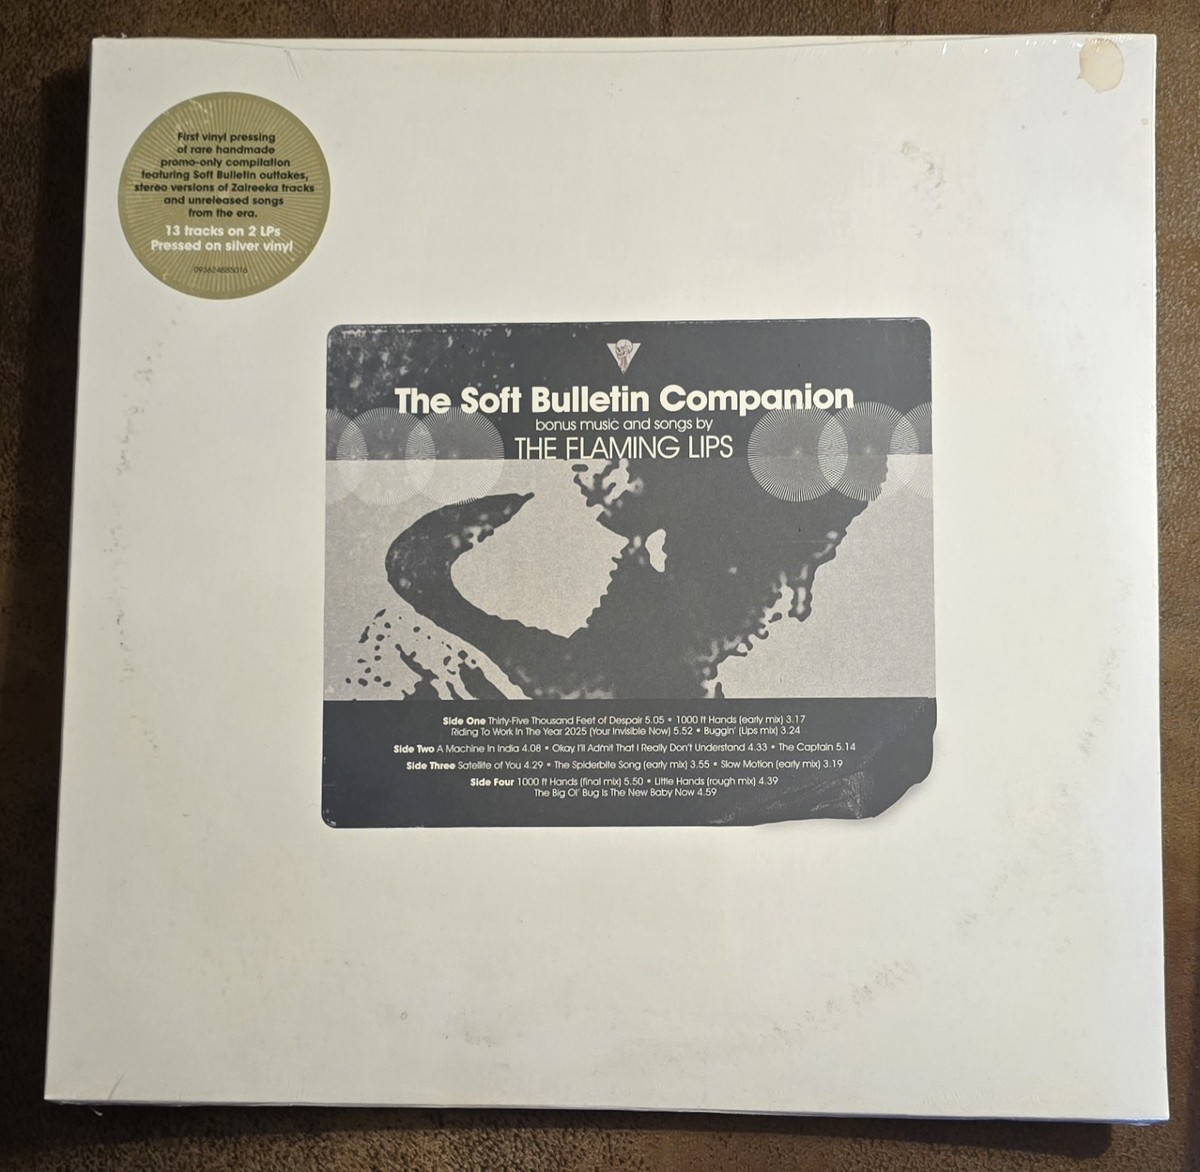 First vinyl pressing
of rare handmade
promo-only compilation
featuring Soft Bulletin outtakes,
stereo versions of Zaireeka tracks
and unreleased songs
from the era.
13 tracks on 2 LPs
Pressed on silver vinyl
093624885016
The Soft Bulletin Companion
bonus music and songs by
THE FLAMING LIPS
Side One Thirty-Five Thousand Feet of Despair 5.05 • 1000 ft Hands (early mix) 3.17
Riding To Work In The Year 2025 (Your Invisible Now) 5.52 • Buggin' (Lips mix) 3.24
Side Two A Machine In India 4.08 • Okay I'll Admit That I Really Don't Understand 4.33 • The Captain 5.14
Side Three Satellite of You 4.29 • The Spiderbite Song (early mix) 3.55 • Slow Motion (early mix) 3.19
Side Four 1000 ft Hands (final mix) 5.50 • Little Hands (rough mix) 4.39
The Big Ol' Bug Is The New Baby Now 4.59